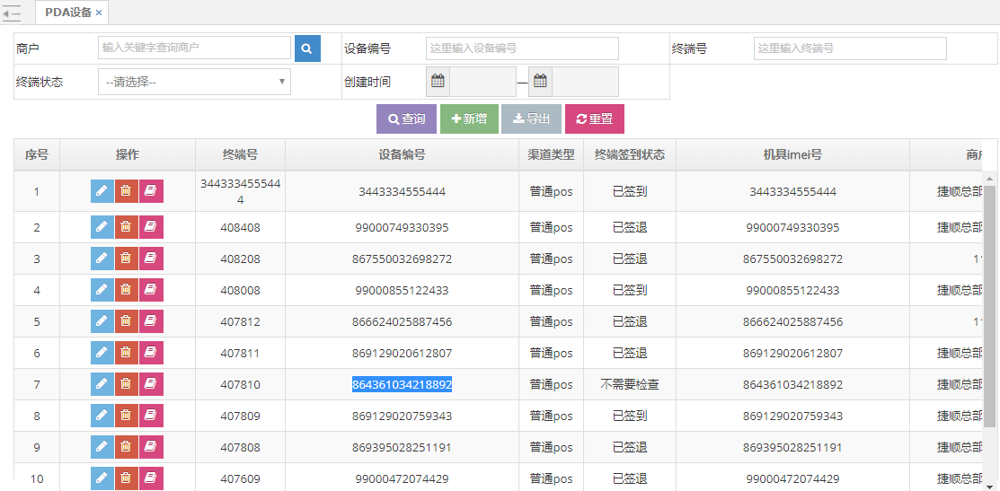 PDA设备 ×
商户 输入关键字查询商户 设备编号 这里输入设备编号 终端号 这里输入终端号
终端状态 --请选择-- 创建时间 —
查询 新增 导出 重置
序号 操作 终端号 设备编号 渠道类型 终端签到状态 机具imei号 商户
1 3443334555444 3443334555444 普通pos 已签到 3443334555444 捷顺总部
2 408408 99000749330395 普通pos 已签退 99000749330395 捷顺总部
3 408208 867550032698272 普通pos 已签退 867550032698272 11
4 408008 99000855122433 普通pos 已签到 99000855122433 捷顺总部
5 407812 866624025887456 普通pos 已签退 866624025887456 11
6 407811 869129020612807 普通pos 已签退 869129020612807 捷顺总部
7 407810 864361034218892 普通pos 不需要检查 864361034218892 捷顺总部
8 407809 869129020759343 普通pos 已签到 869129020759343 捷顺总部
9 407808 869395028251191 普通pos 已签退 869395028251191 捷顺总部
10 407609 99000472074429 普通pos 已签退 99000472074429 捷顺总部